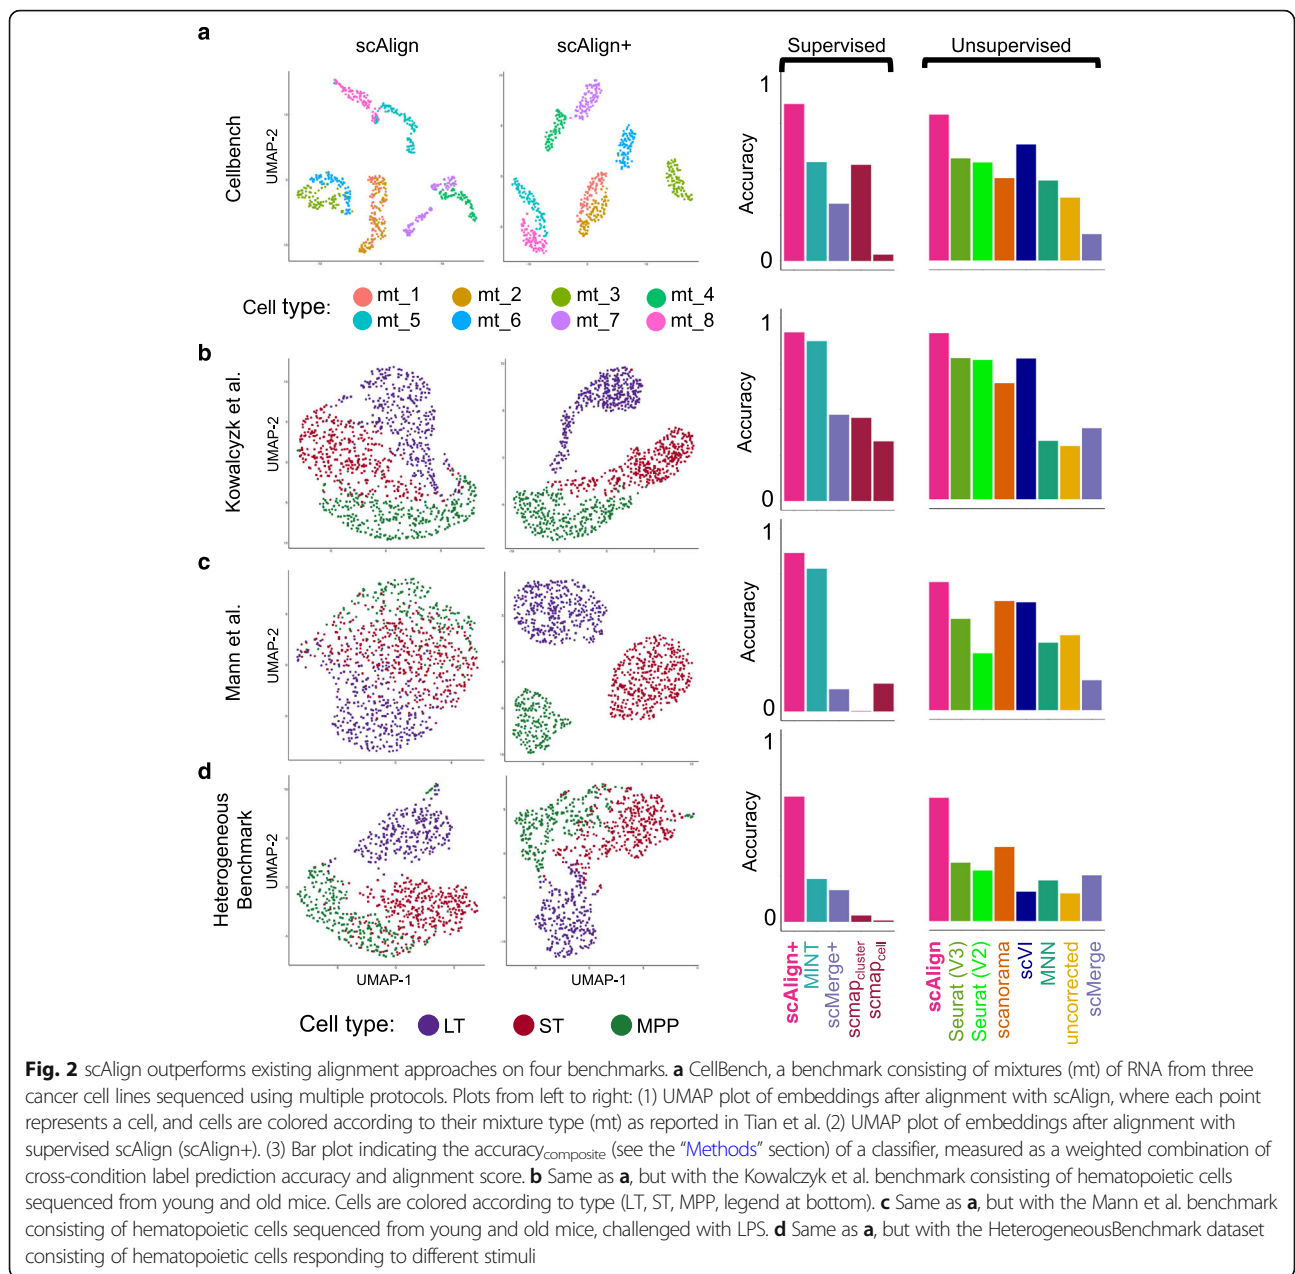 a
scAlign
scAlign+
Supervised
Unsupervised
Cellbench
UMAP-2
Accuracy
1
0
Cell type:
mt_1
mt_2
mt_3
mt_4
mt_5
mt_6
mt_7
mt_8
b
Kowalcyzk et al.
UMAP-2
Accuracy
1
0
c
Mann et al.
UMAP-2
Accuracy
1
0
d
Heterogeneous
Benchmark
UMAP-2
UMAP-1
UMAP-1
Accuracy
1
0
scAlign+
MINT
scMerge+
scmapcluster
scmapcell
scAlign
Seurat (V3)
Seurat (V2)
scanorama
scVI
MNN
uncorrected
scMerge
Cell type:
LT
ST
MPP
Fig. 2 scAlign outperforms existing alignment approaches on four benchmarks. a CellBench, a benchmark consisting of mixtures (mt) of RNA from three
cancer cell lines sequenced using multiple protocols. Plots from left to right: (1) UMAP plot of embeddings after alignment with scAlign, where each point
represents a cell, and cells are colored according to their mixture type (mt) as reported in Tian et al. (2) UMAP plot of embeddings after alignment with
supervised scAlign (scAlign+). (3) Bar plot indicating the accuracycomposite (see the “Methods” section) of a classifier, measured as a weighted combination of
cross-condition label prediction accuracy and alignment score. b Same as a, but with the Kowalczyk et al. benchmark consisting of hematopoietic cells
sequenced from young and old mice. Cells are colored according to type (LT, ST, MPP, legend at bottom). c Same as a, but with the Mann et al. benchmark
consisting of hematopoietic cells sequenced from young and old mice, challenged with LPS. d Same as a, but with the HeterogeneousBenchmark dataset
consisting of hematopoietic cells responding to different stimuli